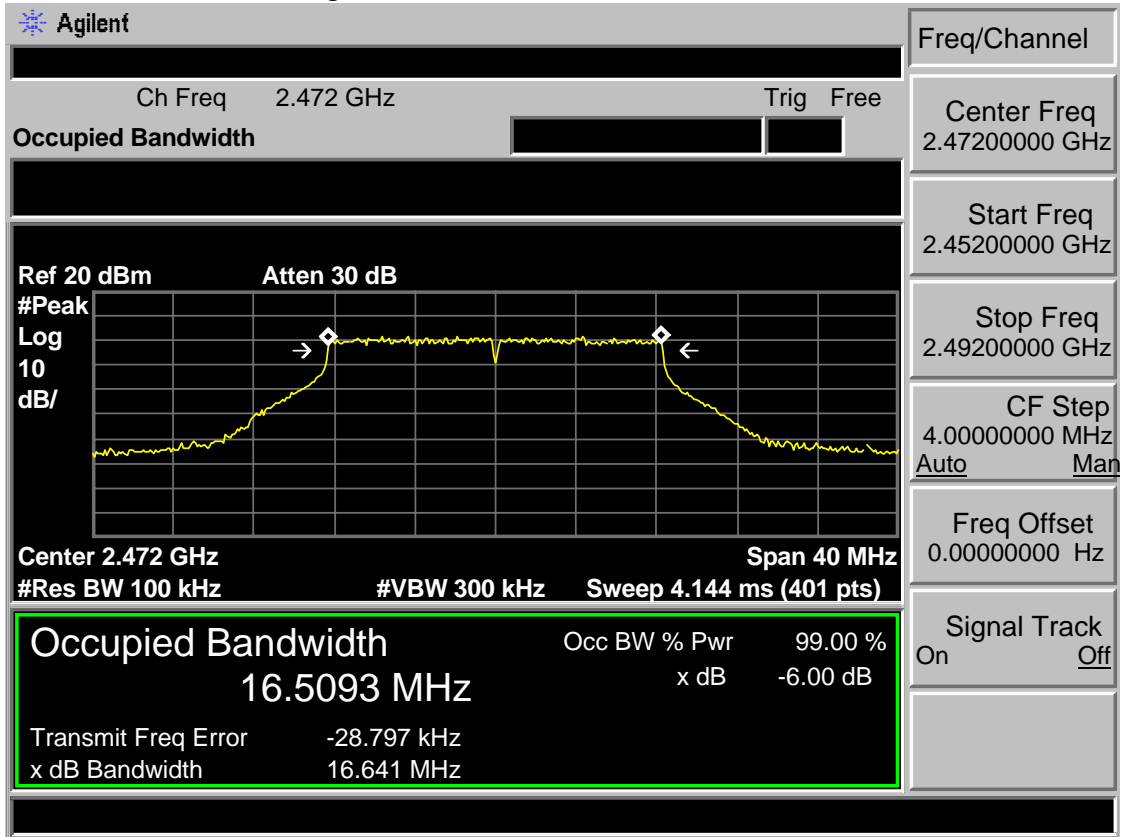 Agilent
Freq/Channel
Ch Freq 2.472 GHz Trig Free
Occupied Bandwidth
Center Freq
2.47200000 GHz
Start Freq
2.45200000 GHz
Stop Freq
2.49200000 GHz
CF Step
4.00000000 MHz
Auto Man
Freq Offset
0.00000000 Hz
Signal Track
On Off
Ref 20 dBm Atten 30 dB
#Peak
Log
10
dB/
Center 2.472 GHz Span 40 MHz
#Res BW 100 kHz #VBW 300 kHz Sweep 4.144 ms (401 pts)
Occupied Bandwidth Occ BW % Pwr 99.00 %
16.5093 MHz x dB -6.00 dB
Transmit Freq Error -28.797 kHz
x dB Bandwidth 16.641 MHz